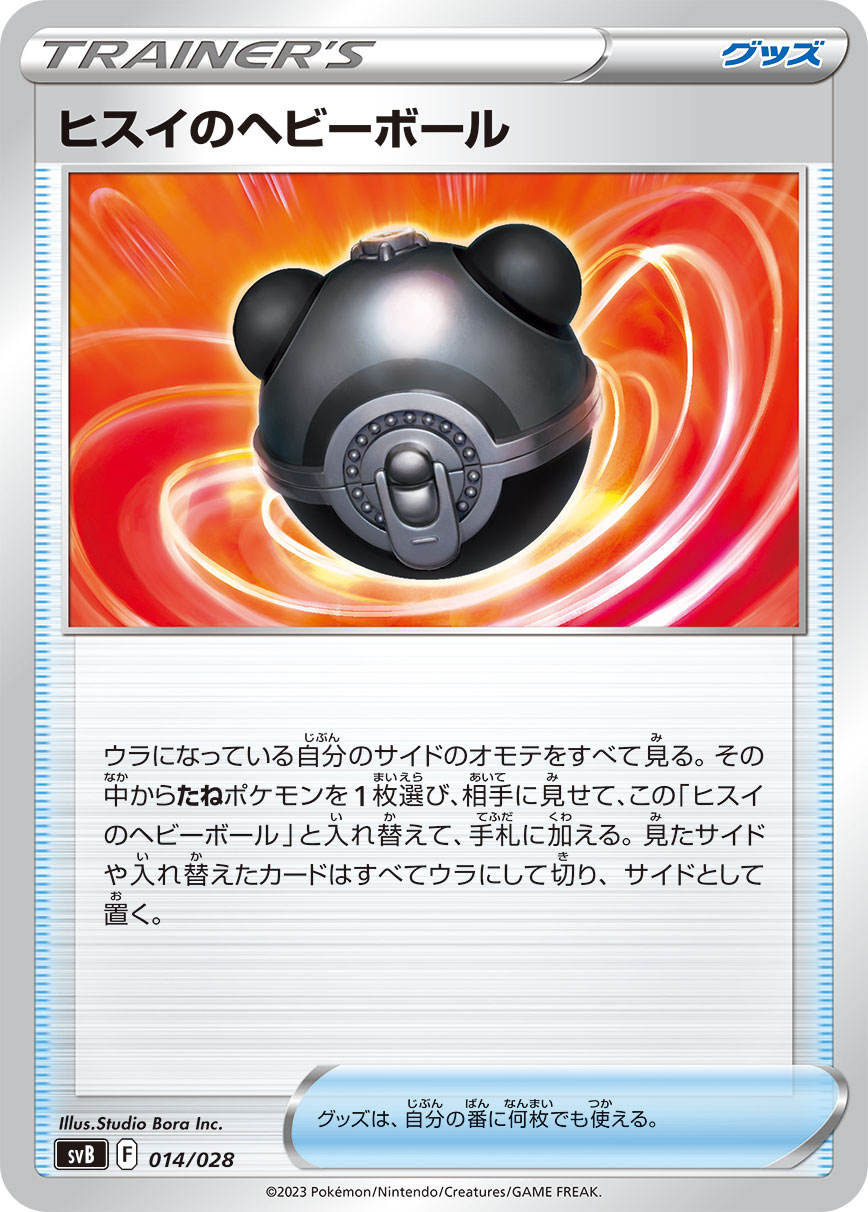 TRAINER'S
グッズ
ヒスイのヘビーボール
ウラになっている自分のサイドのオモテをすべて見る。その
中からたねポケモンを1枚選び、相手に見せて、この「ヒスイ
のヘビーボール」と入れ替えて、手札に加える。見たサイド
や入れ替えたカードはすべてウラにして切り、サイドとして
置く。
グッズは、自分の番に何枚でも使える。
Illus.Studio Bora Inc.
svB F 014/028
©2023 Pokémon/Nintendo/Creatures/GAME FREAK.